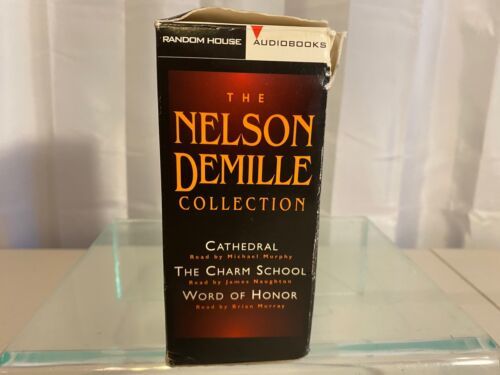 RANDOM HOUSE AUDIOBOOKS
THE
NELSON
DEMILLE
COLLECTION
CATHEDRAL
Read by Michael Murphy
THE CHARM SCHOOL
Read by James Naughton
WORD OF HONOR
Read by Brian Murray